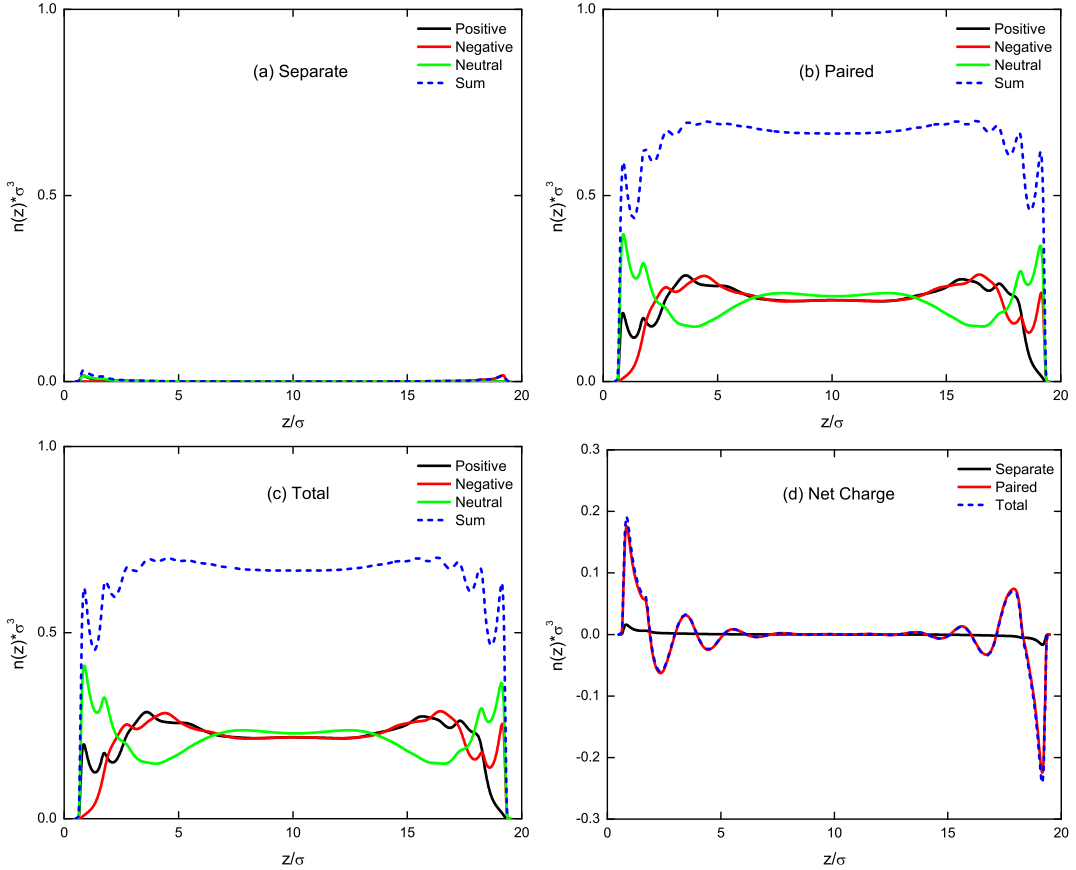 1.0
Positive
Negative
Neutral
Sum
(a) Separate
0.5
n(z)*σ³
0.0
0
5
10
15
20
z/σ
1.0
Positive
Negative
Neutral
Sum
(b) Paired
0.5
n(z)*σ³
0.0
0
5
10
15
20
z/σ
1.0
Positive
Negative
Neutral
Sum
(c) Total
0.5
n(z)*σ³
0.0
0
5
10
15
20
z/σ
0.3
Separate
Paired
Total
(d) Net Charge
0.2
0.1
n(z)*σ³
0.0
-0.1
-0.2
-0.3
0
5
10
15
20
z/σ